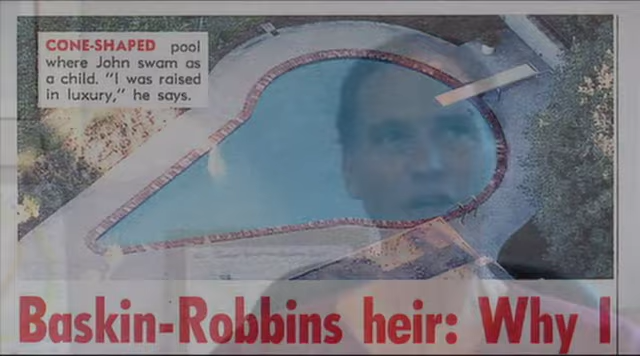 CONE-SHAPED pool
where John swam as
a child. "I was raised
in luxury," he says.
Baskin-Robbins heir: Why I